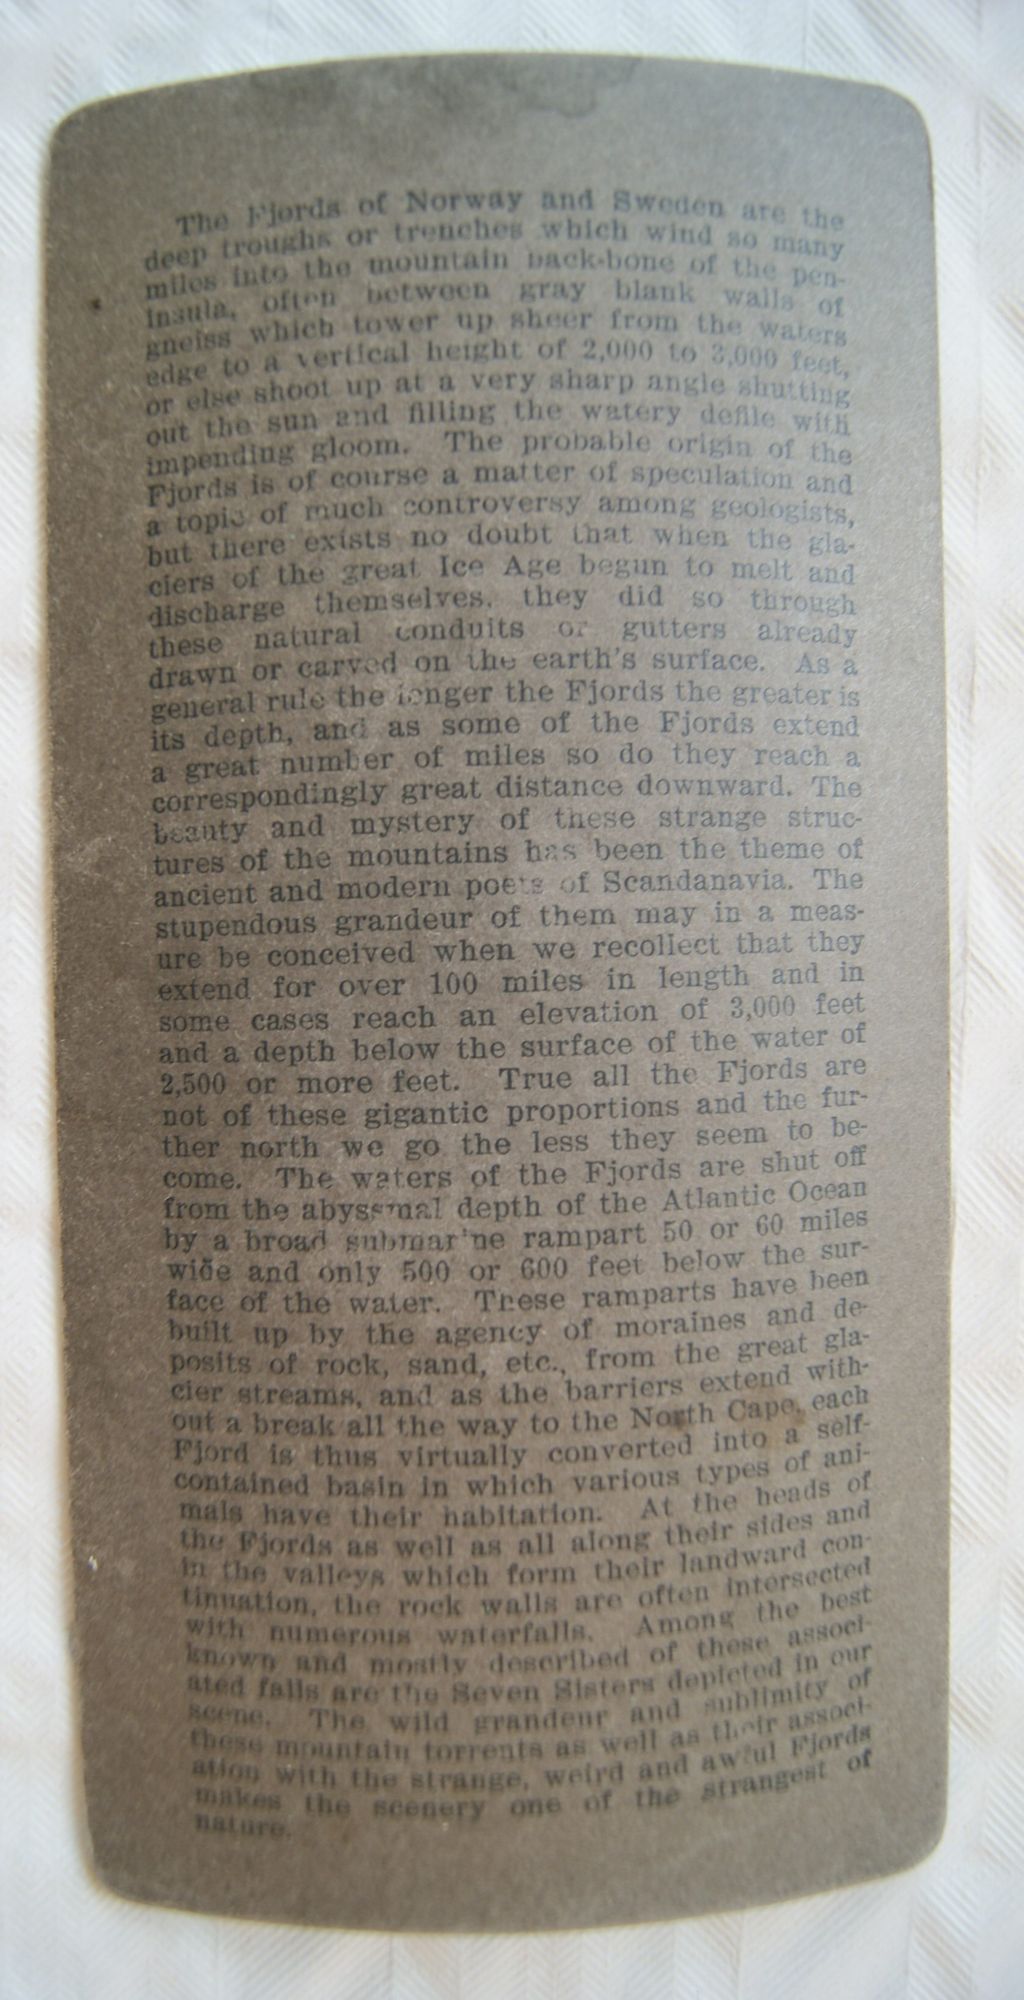 The Fjords of Norway and Sweden are the
deep troughs or trenches which wind so many
miles into the mountain back-bone of the pen-
insula, often between gray blank walls of
gneiss which tower up sheer from the waters
edge to a vertical height of 2,000 to 3,000 feet,
or else shoot up at a very sharp angle shutting
out the sun and filling the watery defile with
impending gloom. The probable origin of the
Fjords is of course a matter of speculation and
a topic of much controversy among geologists,
but there exists no doubt that when the gla-
ciers of the great Ice Age begun to melt and
discharge themselves, they did so through
these natural conduits or gutters already
drawn or carved on the earth's surface. As a
general rule the longer the Fjords the greater is
its depth, and as some of the Fjords extend
a great number of miles so do they reach a
correspondingly great distance downward. The
beauty and mystery of these strange struc-
tures of the mountains has been the theme of
ancient and modern poets of Scandanavia. The
stupendous grandeur of them may in a meas-
ure be conceived when we recollect that they
extend for over 100 miles in length and in
some cases reach an elevation of 3,000 feet
and a depth below the surface of the water of
2,500 or more feet. True all the Fjords are
not of these gigantic proportions and the fur-
ther north we go the less they seem to be-
come. The waters of the Fjords are shut off
from the abyssmal depth of the Atlantic Ocean
by a broad submarine rampart 50 or 60 miles
wide and only 500 or 600 feet below the sur-
face of the water. These ramparts have been
built up by the agency of moraines and de-
posits of rock, sand, etc., from the great gla-
cier streams, and as the barriers extend with-
out a break all the way to the North Cape, each
Fjord is thus virtually converted into a self-
contained basin in which various types of ani-
mals have their habitation. At the heads of
the Fjords as well as all along their sides and
in the valleys which form their landward con-
tinuation, the rock walls are often intersected
with numerous waterfalls. Among the best
known and mostly described of these associ-
ated falls are the Seven Sisters depicted in our
scene. The wild grandeur and sublimity of
these mountain torrents as well as their associ-
ation with the strange, weird and awful Fjords
makes the scenery one of the strangest of
nature.